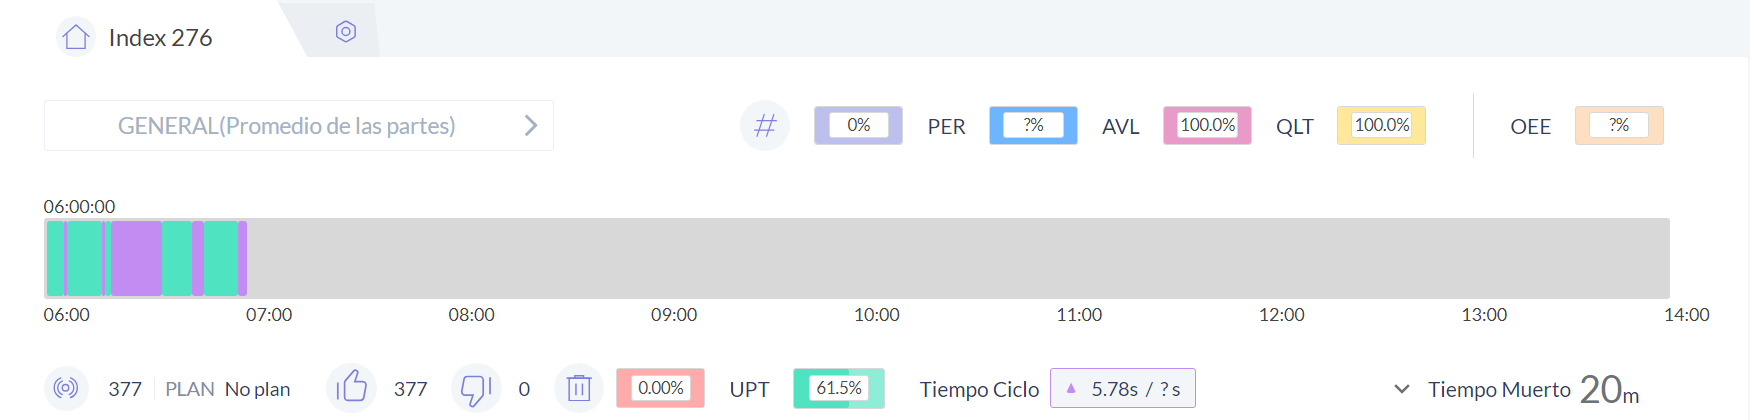 Index 276
GENERAL(Promedio de las partes)
# 0% PER ?% AVL 100.0% QLT 100.0% OEE ?%
06:00:00
06:00 07:00 08:00 09:00 10:00 11:00 12:00 13:00 14:00
377 PLAN No plan 377 0 0.00% UPT 61.5% Tiempo Ciclo 5.78s / ? s Tiempo Muerto 20m